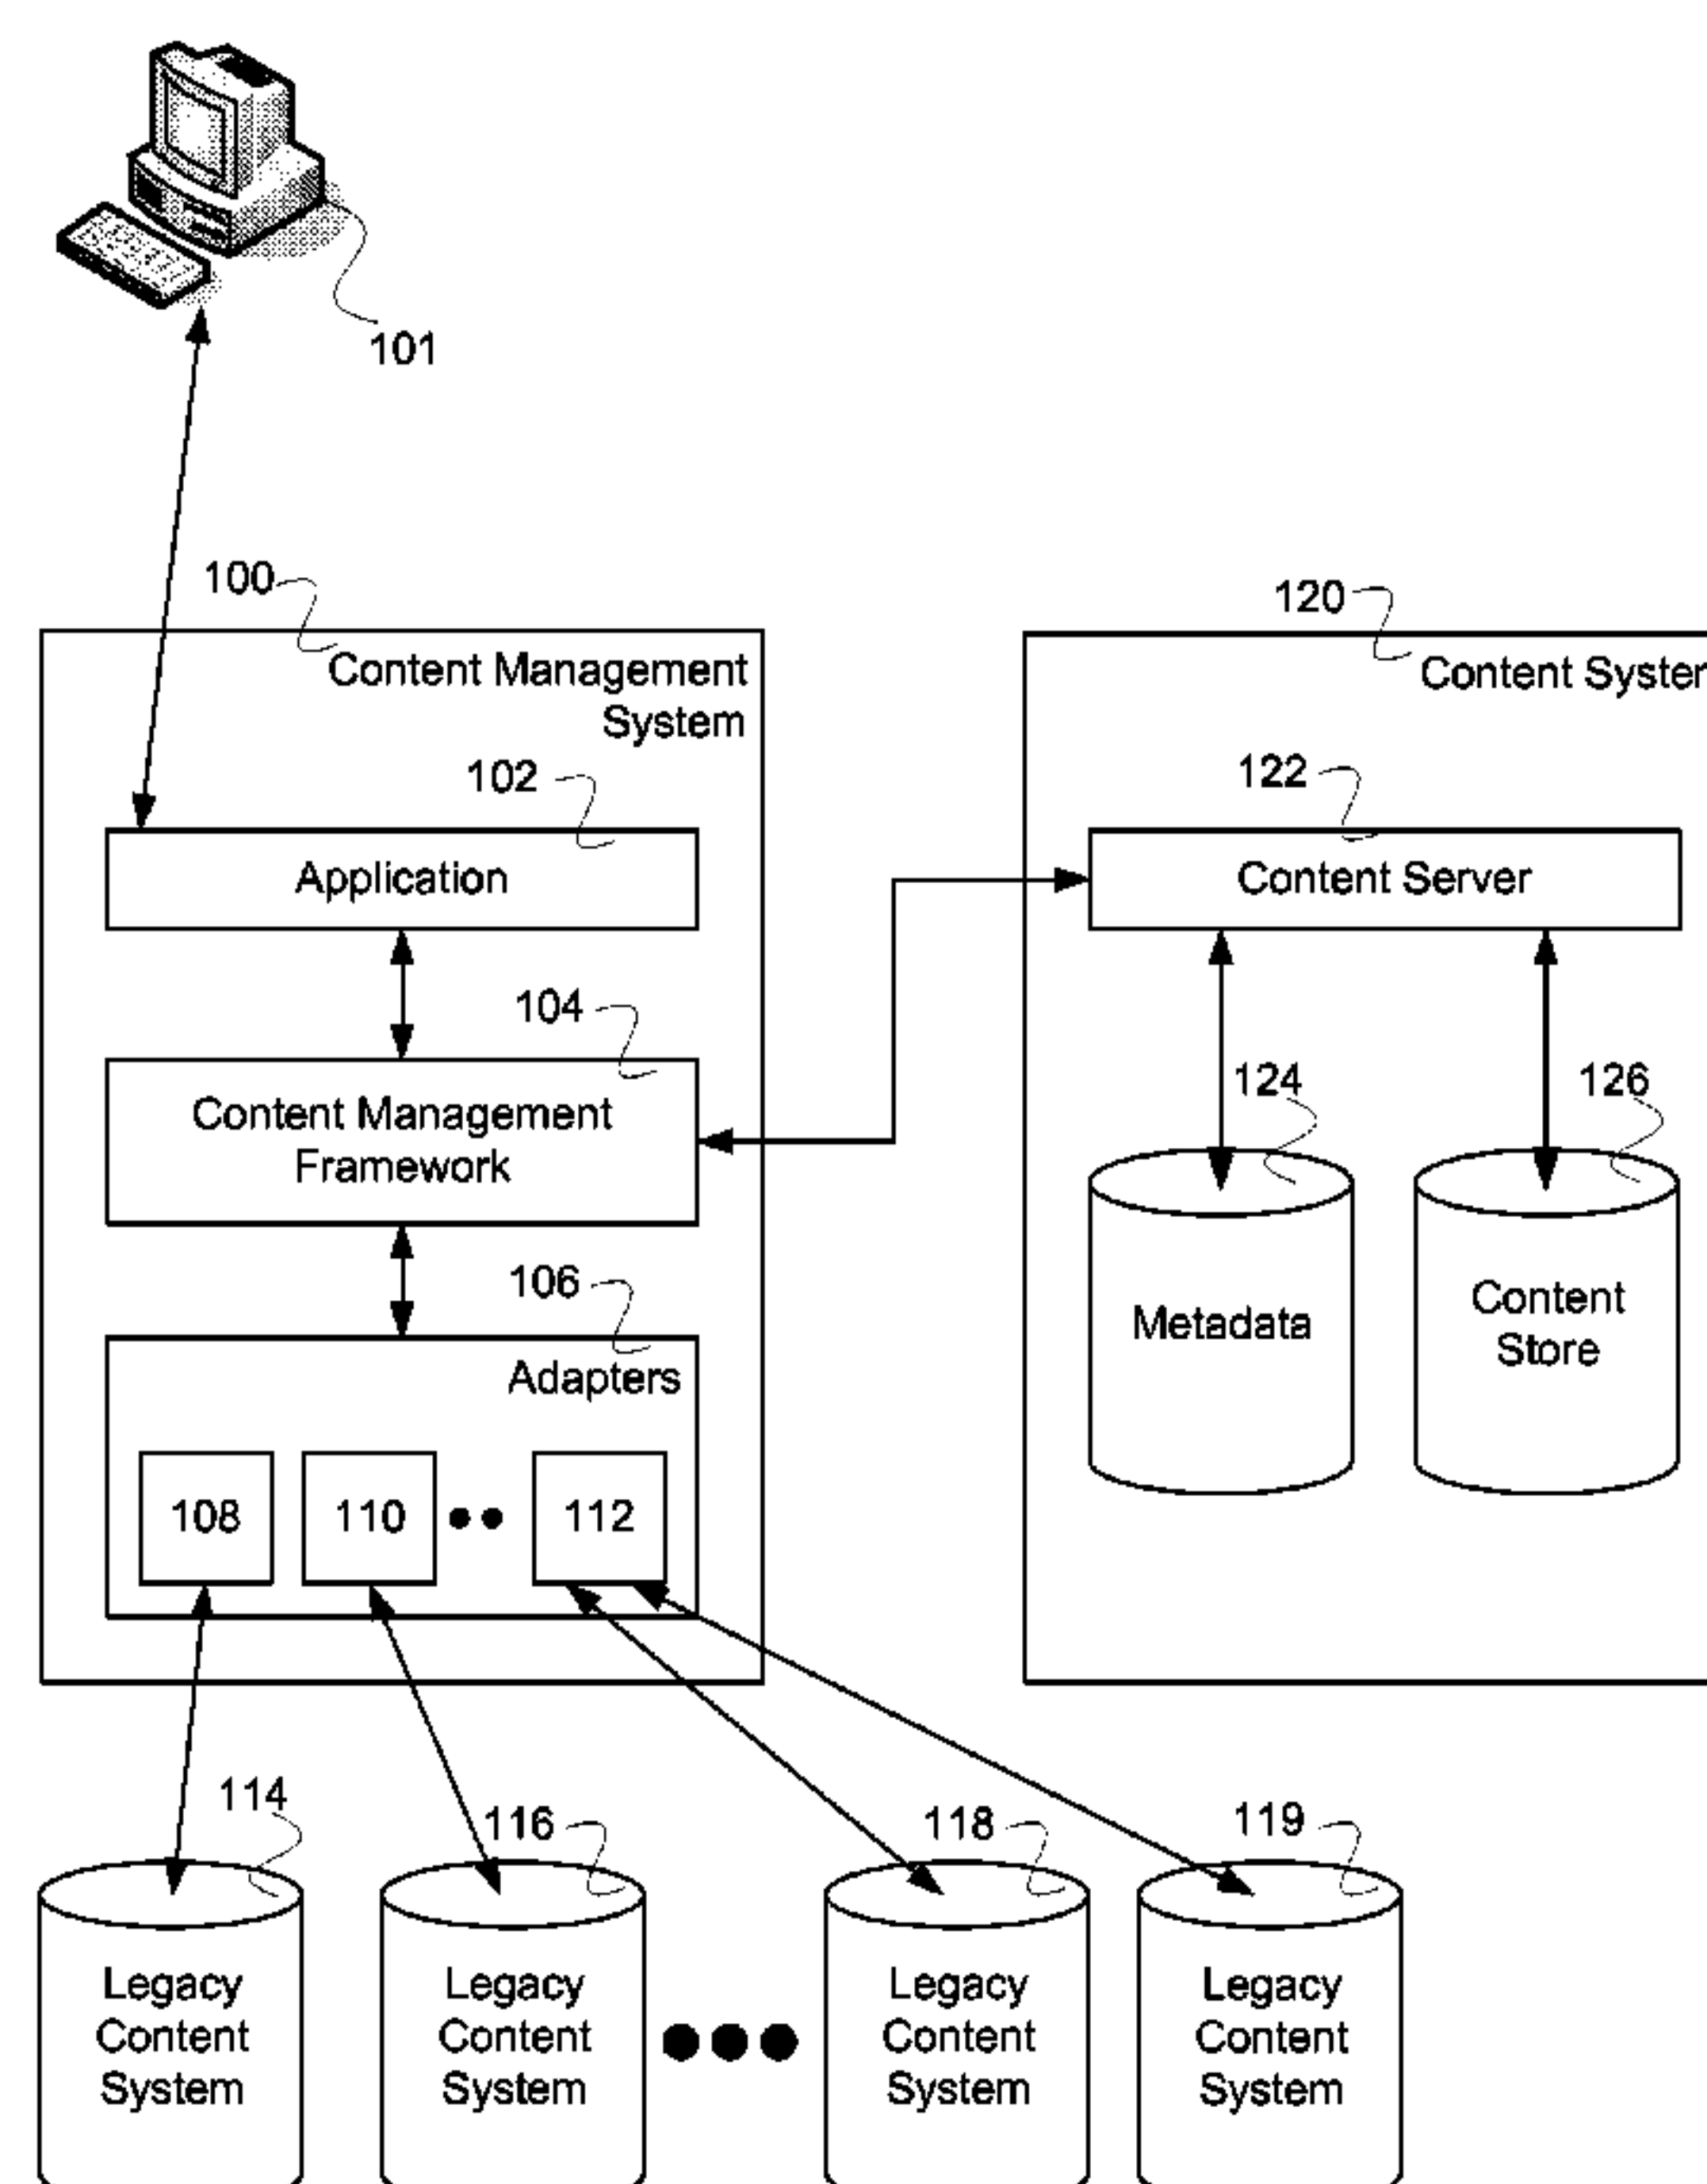 101
100
120
Content Management
System
Content System
102
122
Application
Content Server
104
124
126
Content Management
Framework
106
Metadata
Content
Store
Adapters
108
110
112
114
116
118
119
Legacy
Content
System
Legacy
Content
System
Legacy
Content
System
Legacy
Content
System